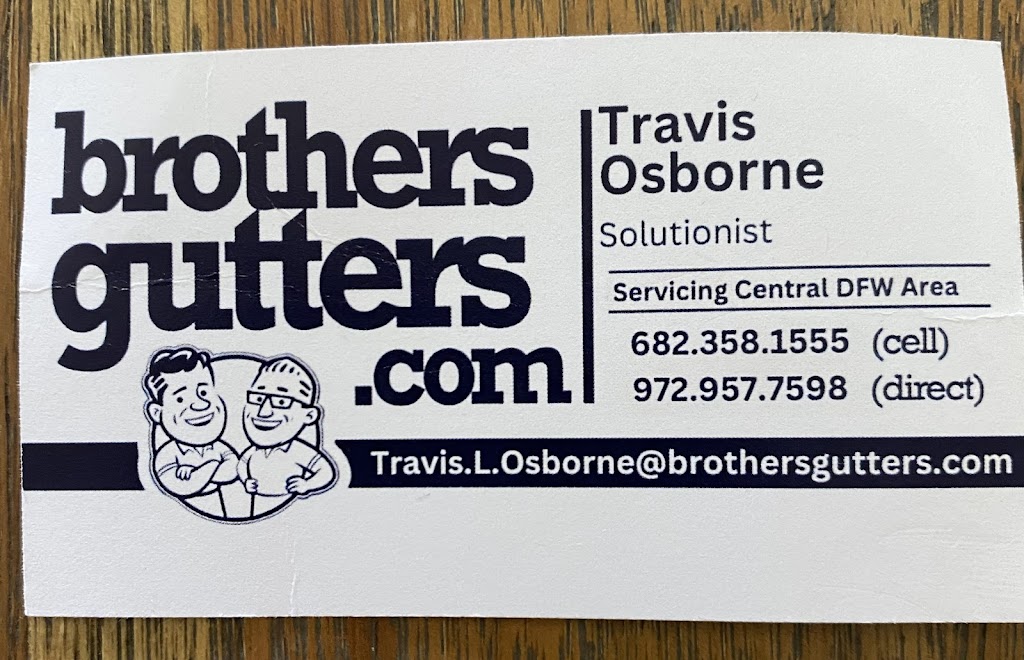 brothers
gutters
.com
Travis
Osborne
Solutionist
Servicing Central DFW Area
682.358.1555 (cell)
972.957.7598 (direct)
Travis.L.Osborne@brothersgutters.com